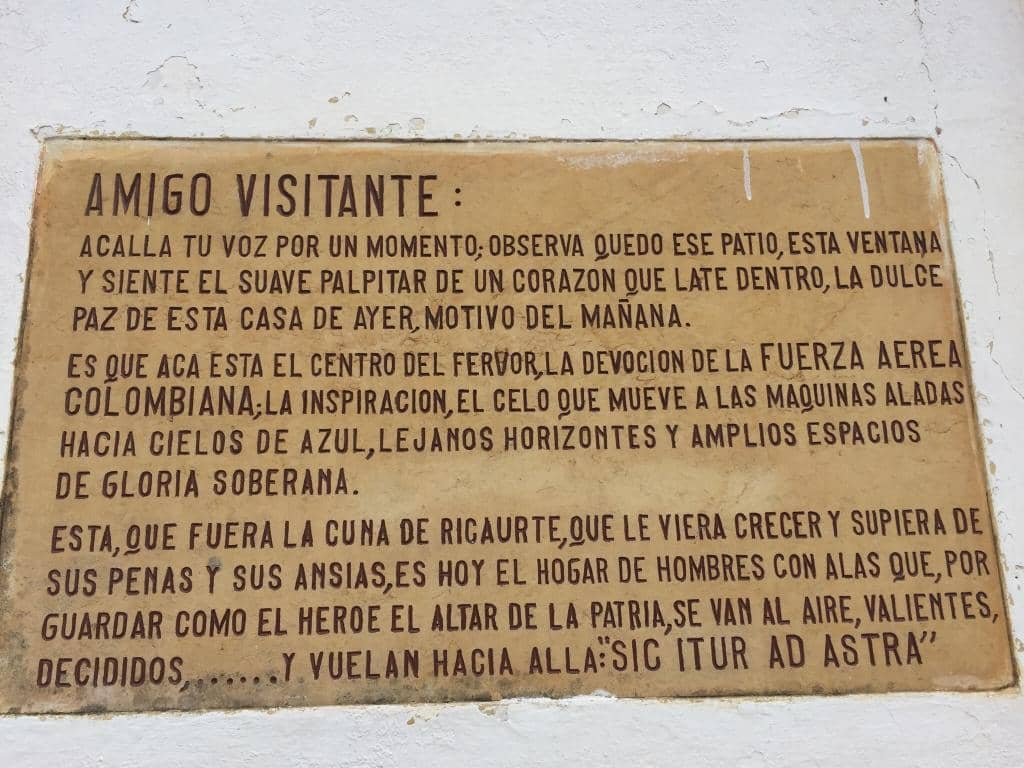 AMIGO VISITANTE :
ACALLA TU VOZ POR UN MOMENTO; OBSERVA QUEDO ESE PATIO, ESTA VENTANA
Y SIENTE EL SUAVE PALPITAR DE UN CORAZON QUE LATE DENTRO, LA DULCE
PAZ DE ESTA CASA DE AYER, MOTIVO DEL MAÑANA.
ES QUE ACA ESTA EL CENTRO DEL FERVOR, LA DEVOCION DE LA FUERZA AEREA
COLOMBIANA; LA INSPIRACION, EL CELO QUE MUEVE A LAS MAQUINAS ALADAS
HACIA CIELOS DE AZUL, LEJANOS HORIZONTES Y AMPLIOS ESPACIOS
DE GLORIA SOBERANA.
ESTA, QUE FUERA LA CUNA DE RICAURTE, QUE LE VIERA CRECER Y SUPIERA DE
SUS PENAS Y SUS ANSIAS, ES HOY EL HOGAR DE HOMBRES CON ALAS QUE, POR
GUARDAR COMO EL HEROE EL ALTAR DE LA PATRIA, SE VAN AL AIRE, VALIENTES,
DECIDIDOS, ...... Y VUELAN HACIA ALLA: "SIC ITUR AD ASTRA"